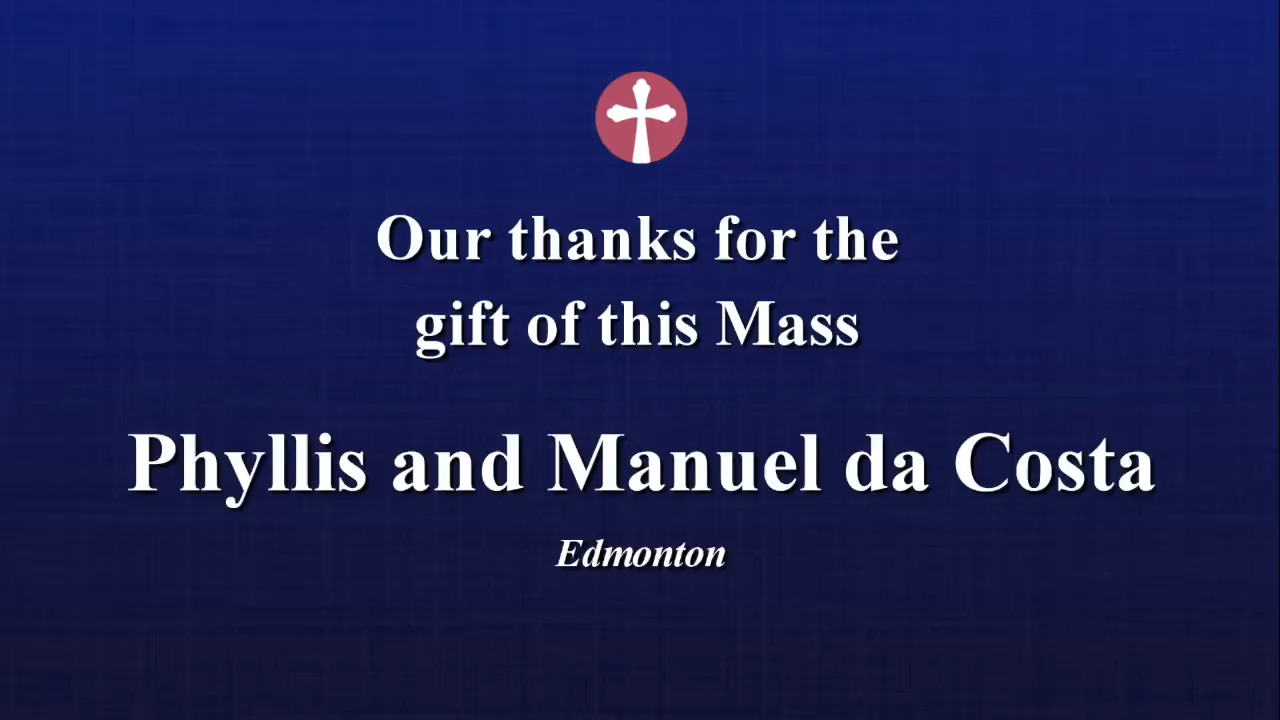 Our thanks for the
gift of this Mass
Phyllis and Manuel da Costa
Edmonton